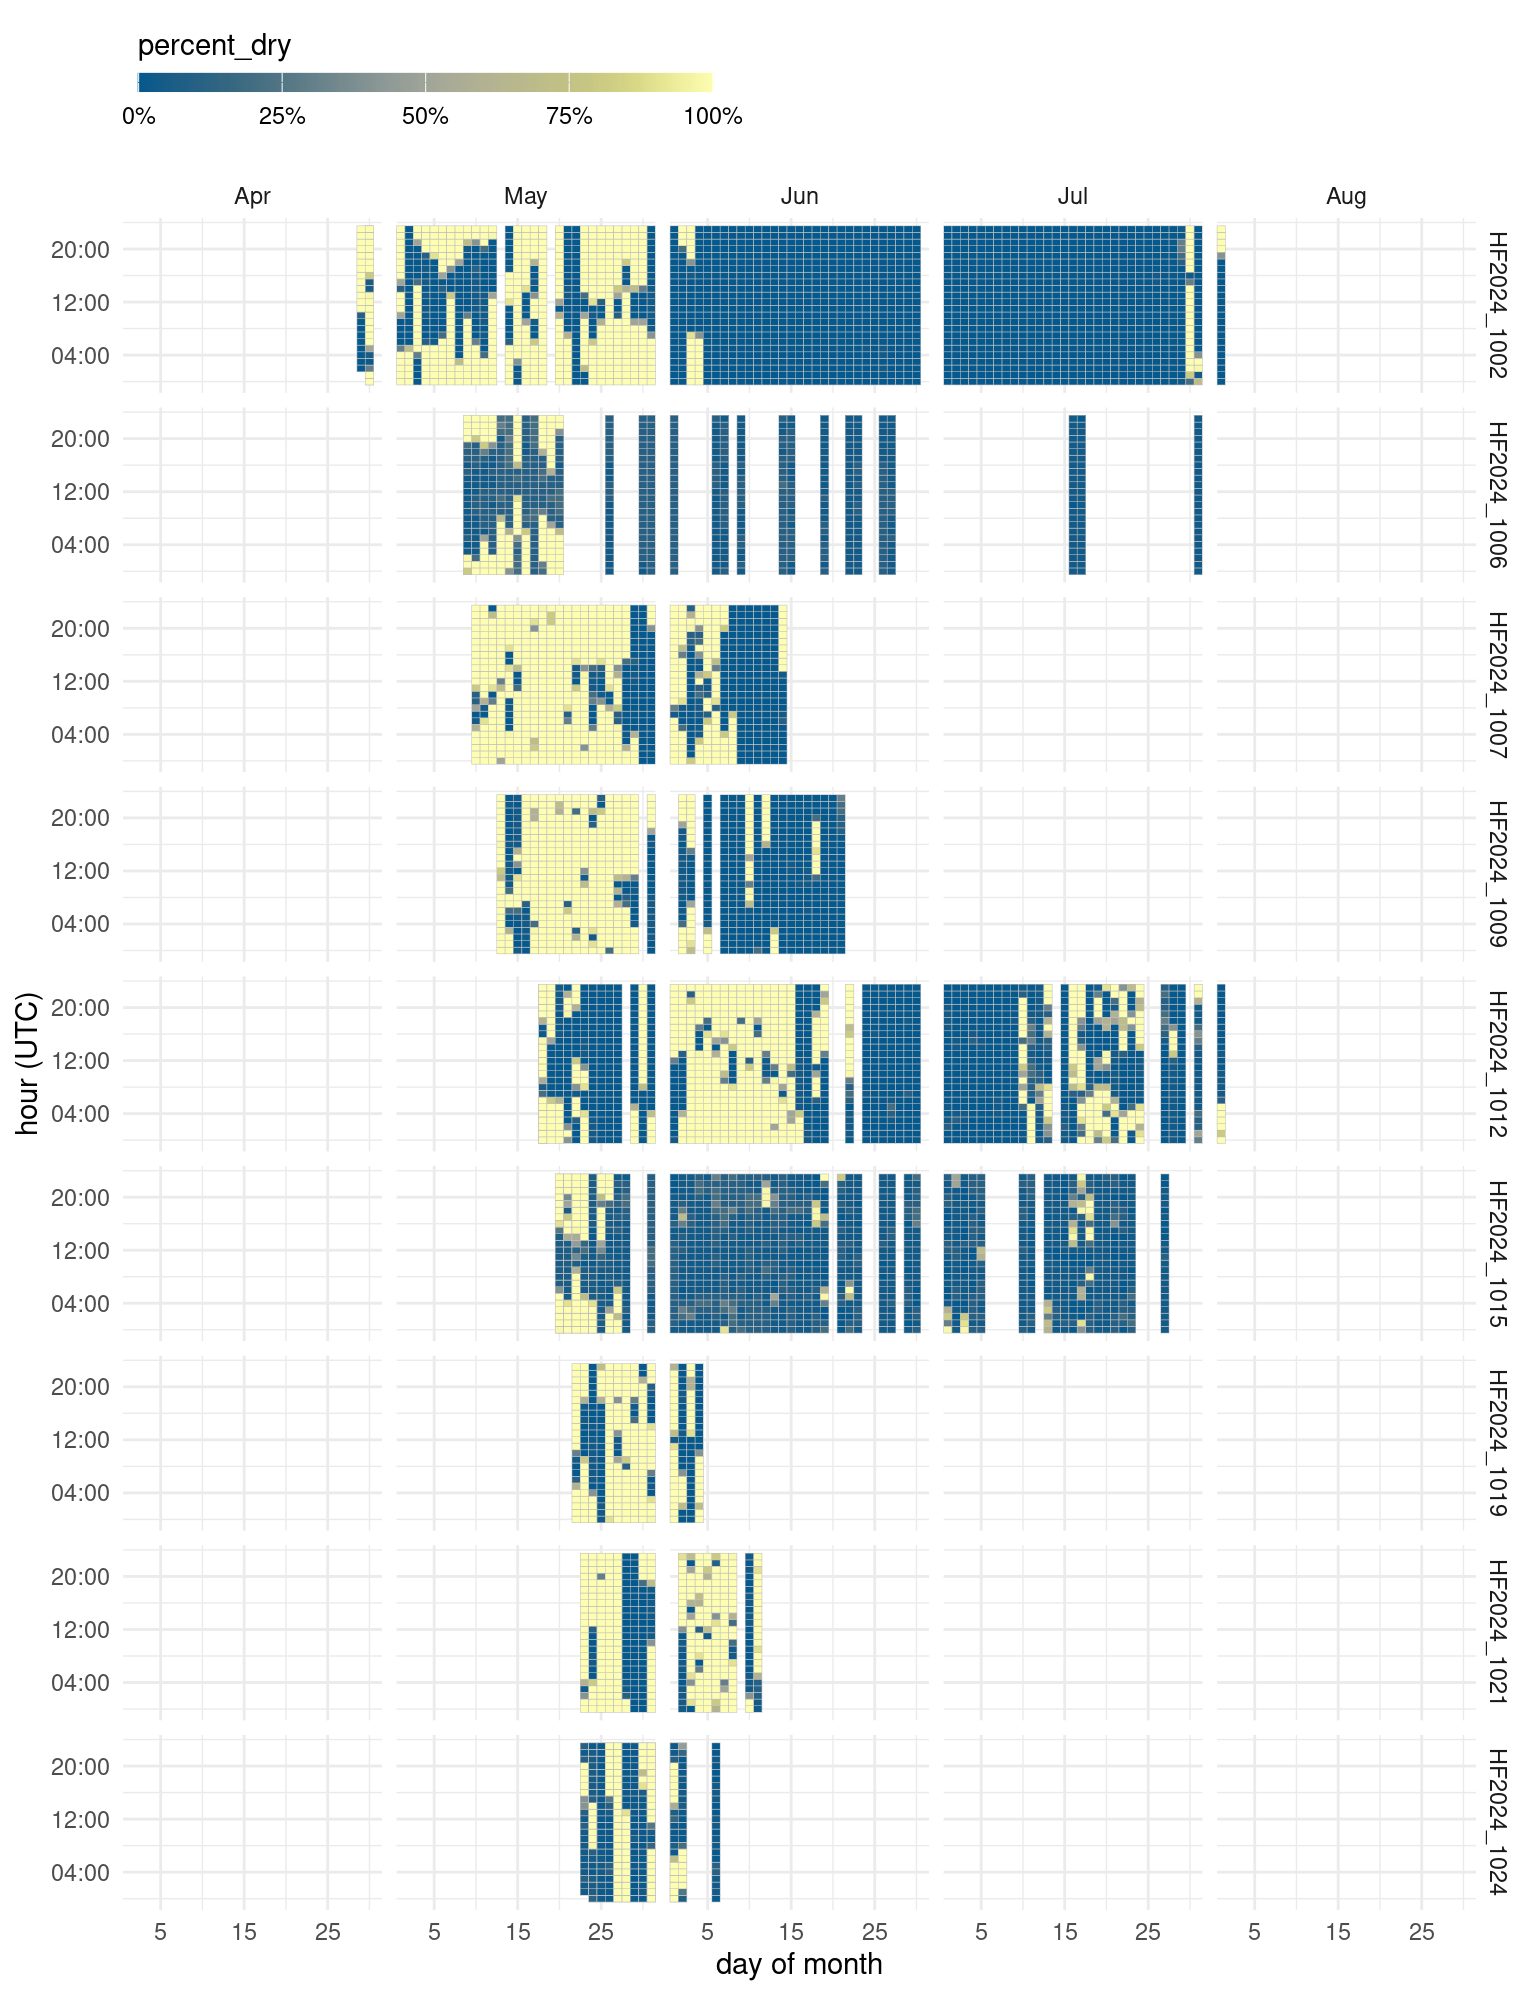 percent_dry
0% 25% 50% 75% 100%
Apr May Jun Jul Aug
20:00
12:00
04:00
HF2024_1002
20:00
12:00
04:00
HF2024_1006
20:00
12:00
04:00
HF2024_1007
20:00
12:00
04:00
HF2024_1009
hour (UTC)
20:00
12:00
04:00
HF2024_1012
20:00
12:00
04:00
HF2024_1015
20:00
12:00
04:00
HF2024_1019
20:00
12:00
04:00
HF2024_1021
20:00
12:00
04:00
HF2024_1024
5 15 25 5 15 25 5 15 25 5 15 25 5 15 25
day of month